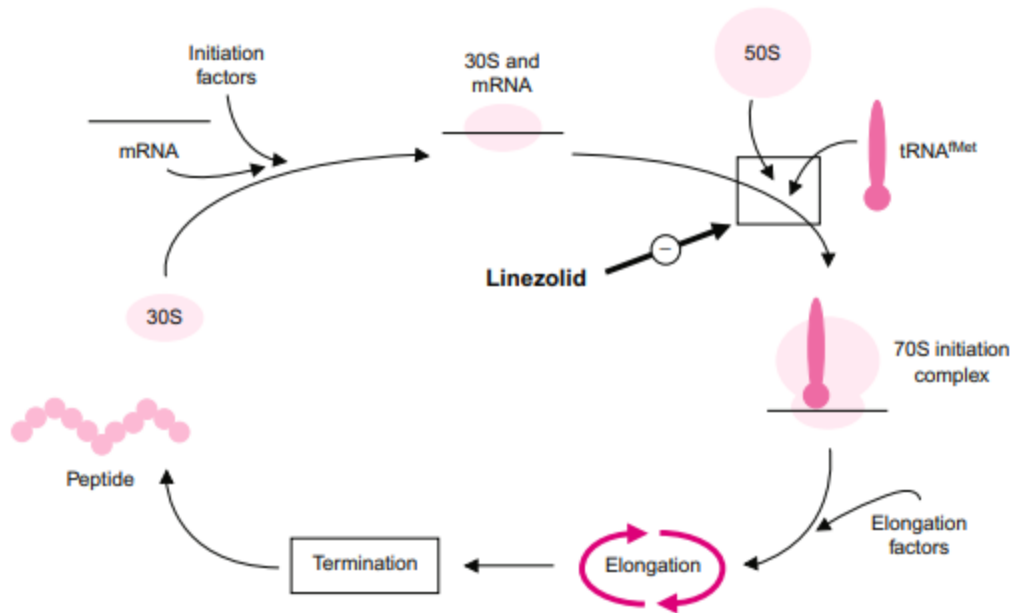 Initiation
factors
mRNA
30S and
mRNA
50S
tRNAfMet
Linezolid
−
30S
70S initiation
complex
Peptide
Termination
Elongation
Elongation
factors